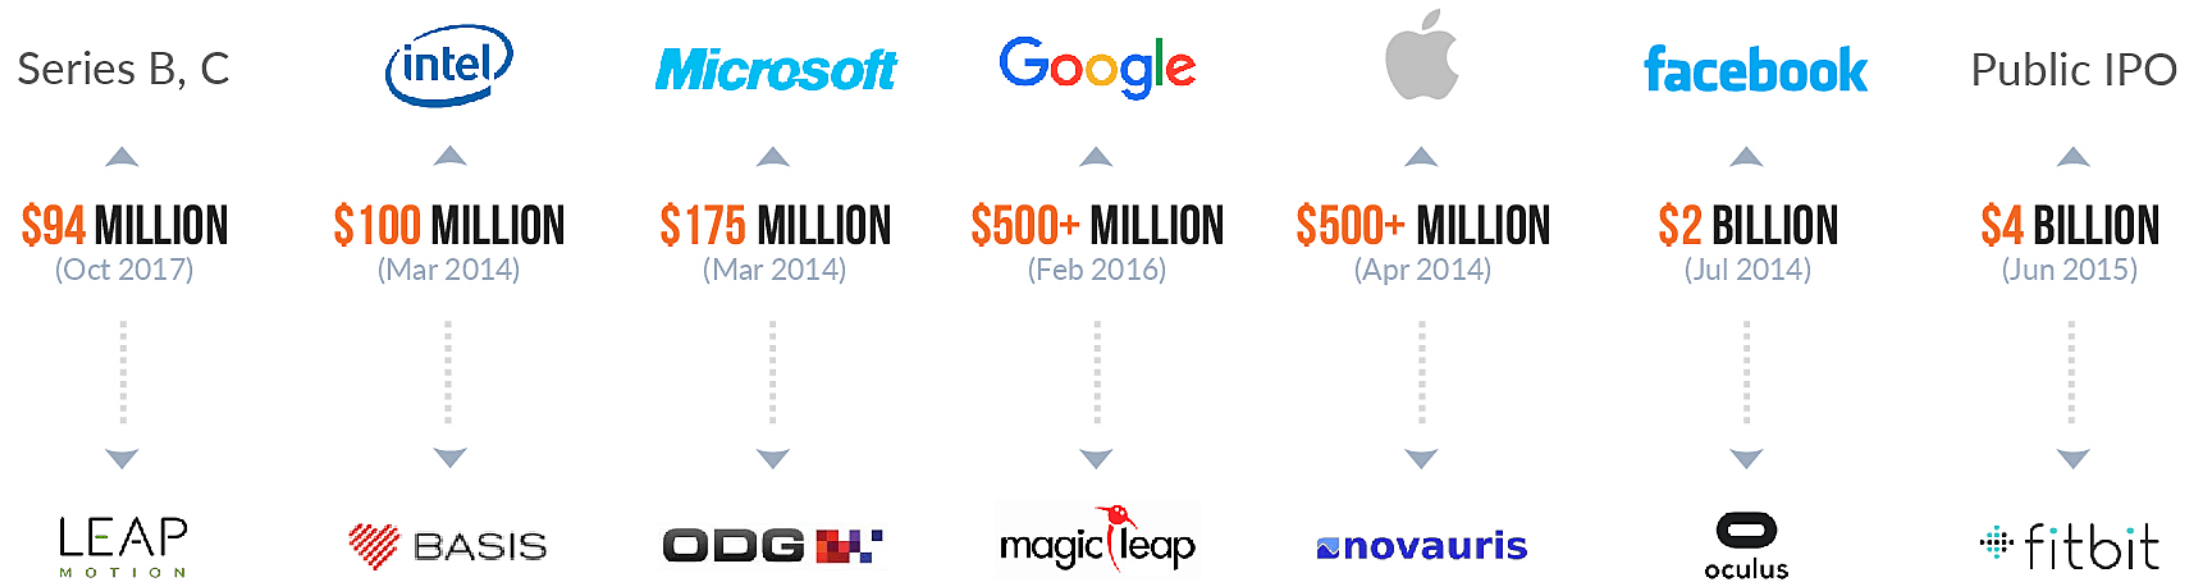 Series B, C
intel
Microsoft
Google
facebook
Public IPO
$94 MILLION
(Oct 2017)
$100 MILLION
(Mar 2014)
$175 MILLION
(Mar 2014)
$500+ MILLION
(Feb 2016)
$500+ MILLION
(Apr 2014)
$2 BILLION
(Jul 2014)
$4 BILLION
(Jun 2015)
LEAP
MOTION
BASIS
ODG
magic leap
novauris
oculus
fitbit